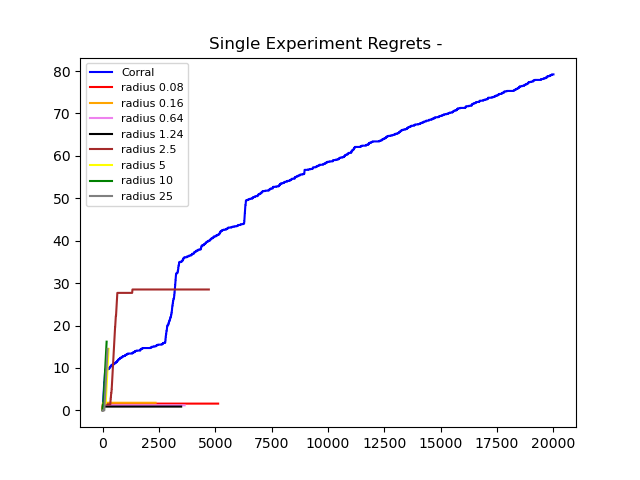 Single Experiment Regrets -
Corral
radius 0.08
radius 0.16
radius 0.64
radius 1.24
radius 2.5
radius 5
radius 10
radius 25
80
70
60
50
40
30
20
10
0
0 2500 5000 7500 10000 12500 15000 17500 20000